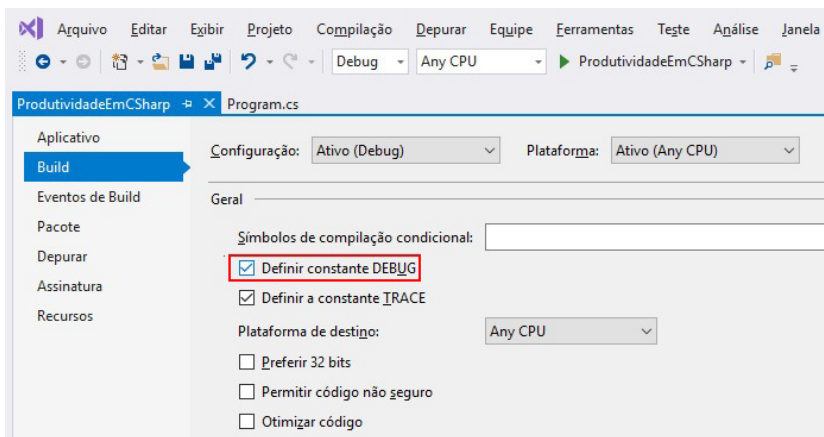 Arquivo Editar Exibir Projeto Compilação Depurar Equipe Ferramentas Teste Análise Janela
Debug Any CPU ProdutividadeEmCSharp
ProdutividadeEmCSharp Program.cs
Aplicativo
Build
Eventos de Build
Pacote
Depurar
Assinatura
Recursos
Configuração: Ativo (Debug) Plataforma: Ativo (Any CPU)
Geral
Símbolos de compilação condicional:
Definir constante DEBUG
Definir a constante TRACE
Plataforma de destino: Any CPU
Preferir 32 bits
Permitir código não seguro
Otimizar código